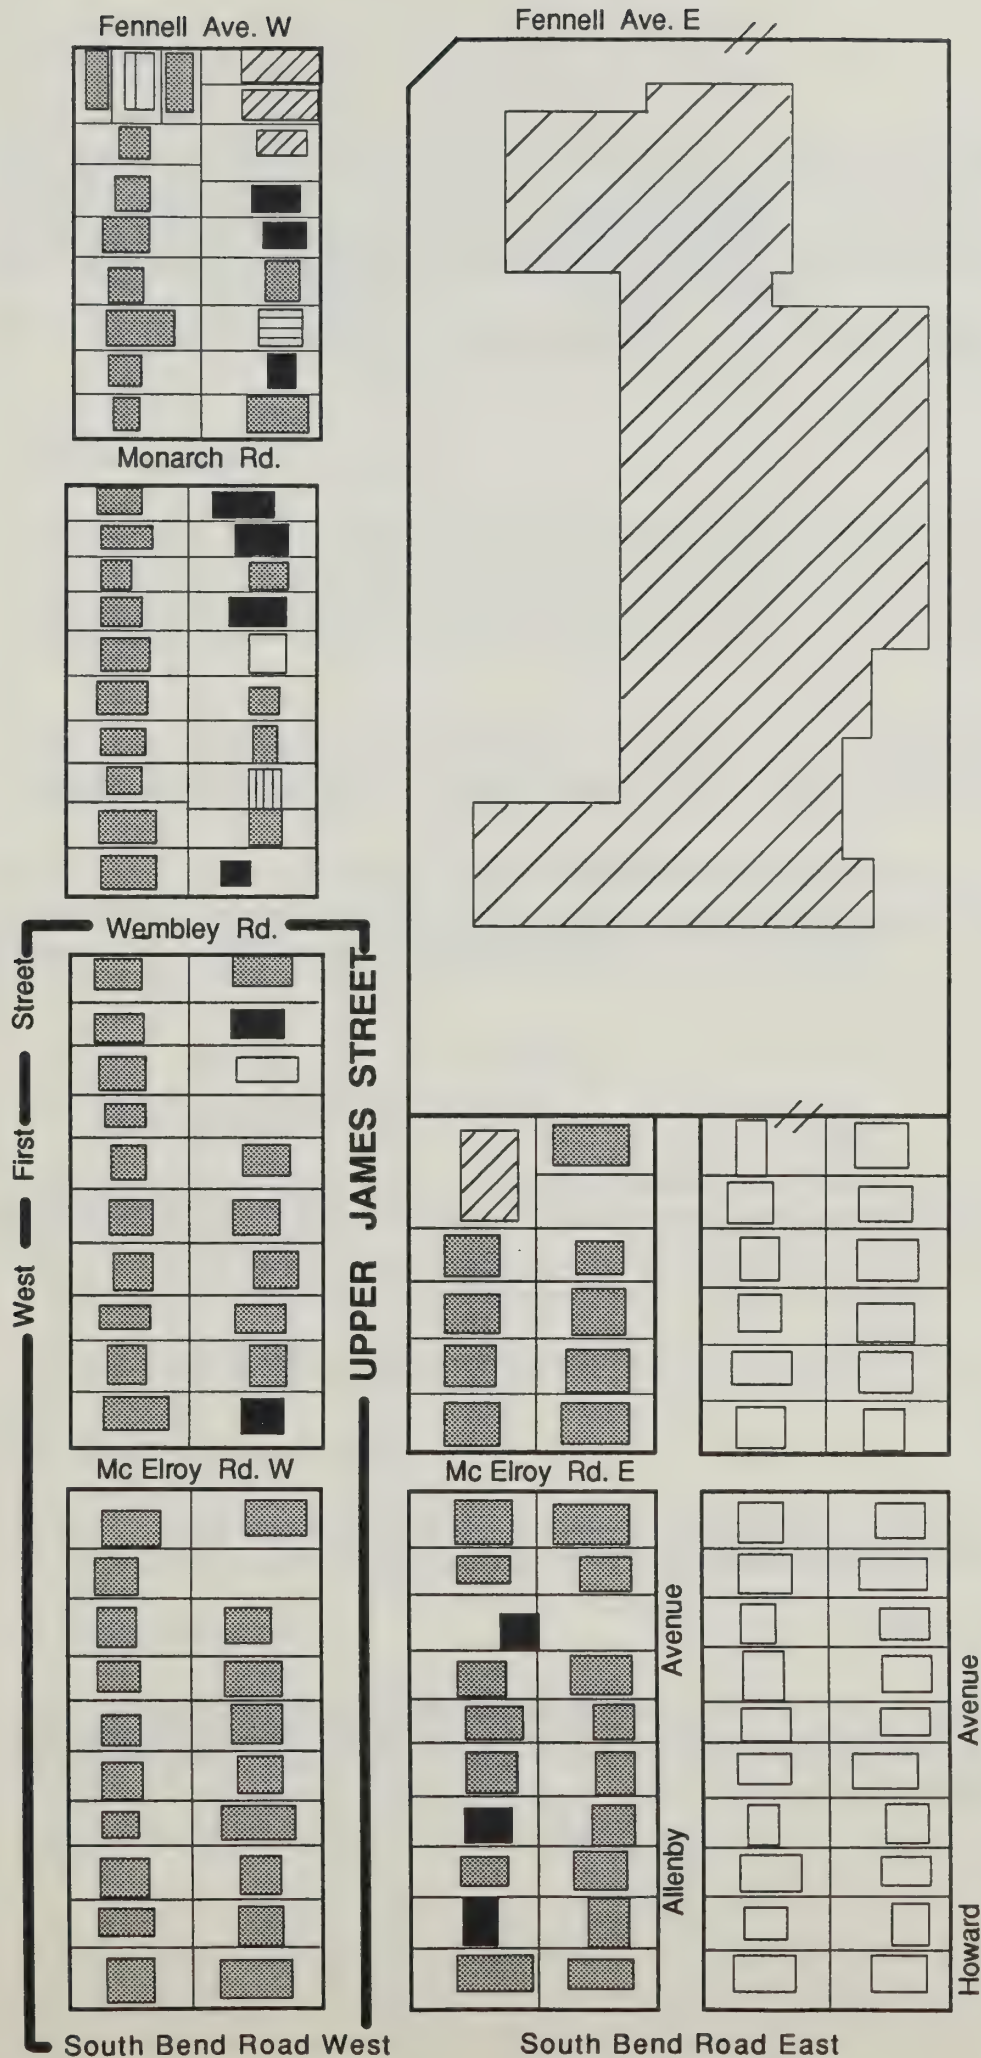 Fennell Ave. W
Fennell Ave. E
Monarch Rd.
Wembley Rd.
West First Street
UPPER JAMES STREET
Mc Elroy Rd. W
Mc Elroy Rd. E
Allenby Avenue
Howard Avenue
South Bend Road West
South Bend Road East